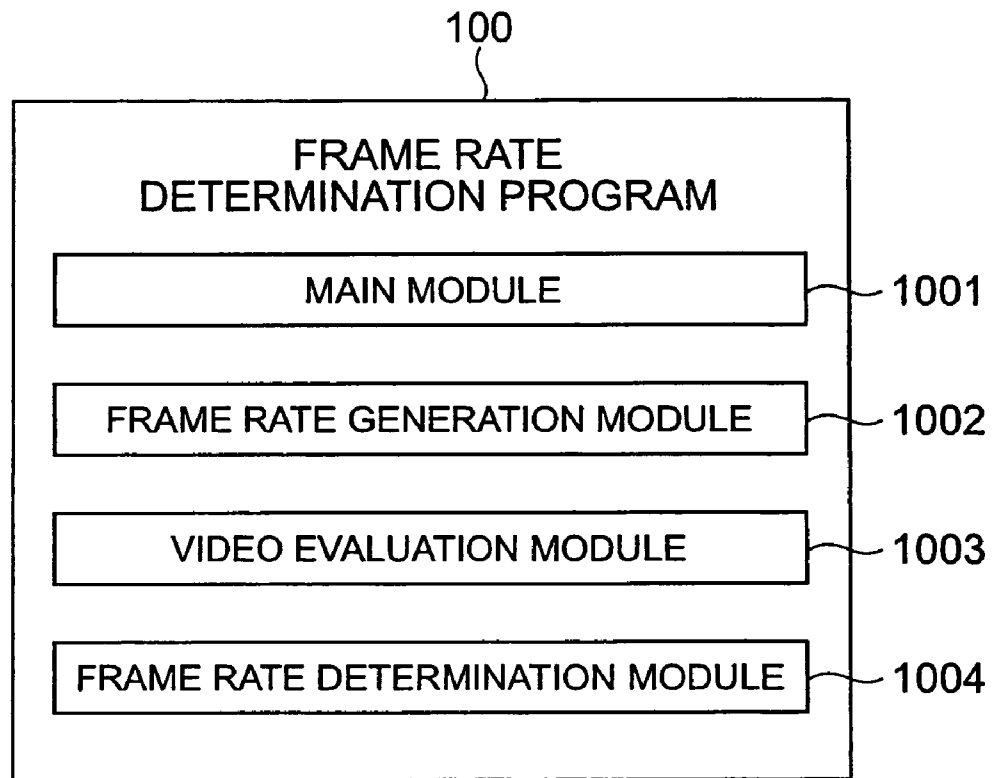 100
FRAME RATE
DETERMINATION PROGRAM
MAIN MODULE
1001
FRAME RATE GENERATION MODULE
1002
VIDEO EVALUATION MODULE
1003
FRAME RATE DETERMINATION MODULE
1004